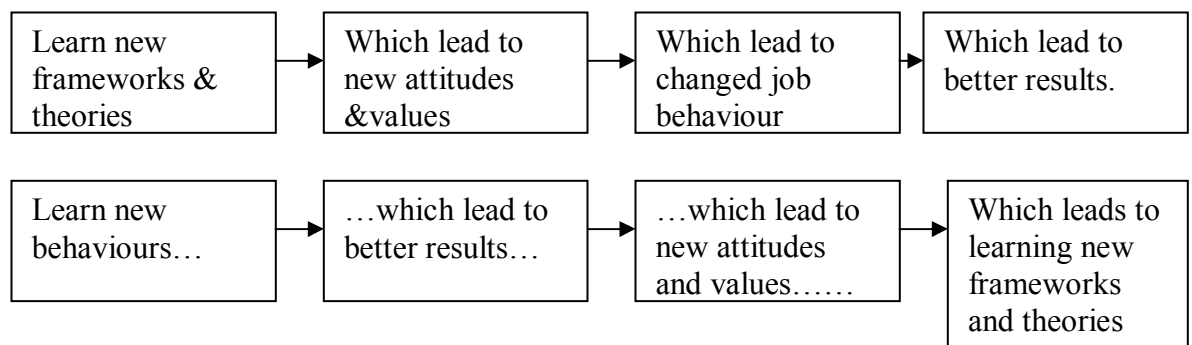 Learn new
frameworks &
theories
Which lead to
new attitudes
&values
Which lead to
changed job
behaviour
Which lead to
better results.
Learn new
behaviours…
…which lead to
better results…
…which lead to
new attitudes
and values……
Which leads to
learning new
frameworks
and theories